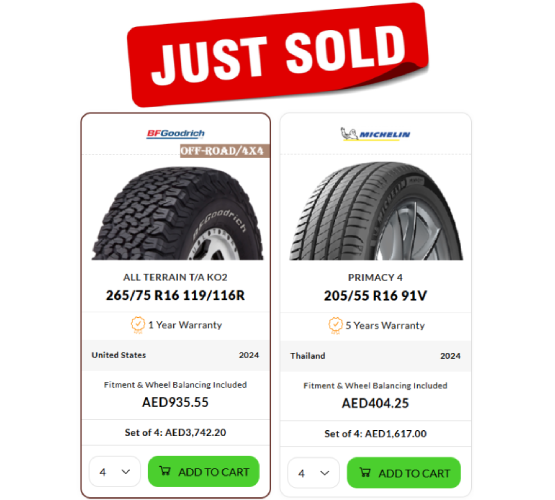 JUST SOLD
BFGoodrich
OFF-ROAD/4X4
BFGoodrich
ALL TERRAIN T/A KO2
265/75 R16 119/116R
1 Year Warranty
United States 2024
Fitment & Wheel Balancing Included
AED935.55
Set of 4: AED3,742.20
4 ADD TO CART
MICHELIN
PRIMACY 4
205/55 R16 91V
5 Years Warranty
Thailand 2024
Fitment & Wheel Balancing Included
AED404.25
Set of 4: AED1,617.00
4 ADD TO CART